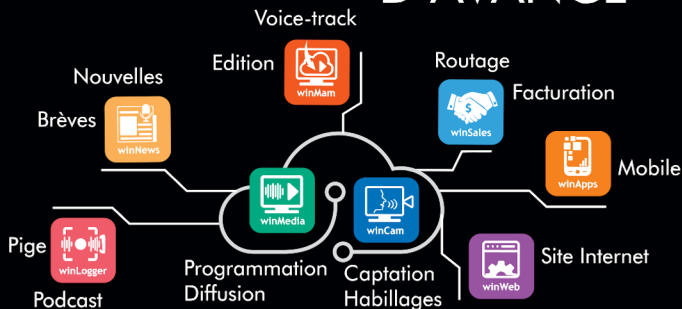 D'AVANCE
Voice-track
Edition
winMam
Routage
Facturation
winSales
Nouvelles
Brèves
winNews
Mobile
winApps
winMedia
winCam
Pige
winLogger
Podcast
Programmation
Diffusion
Captation
Habillages
Site Internet
winWeb